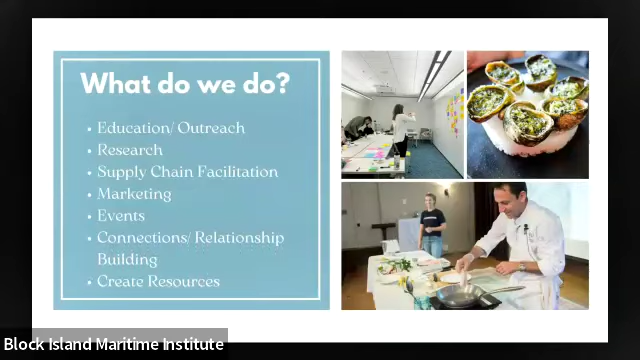 What do we do?
• Education/ Outreach
• Research
• Supply Chain Facilitation
• Marketing
• Events
• Connections/ Relationship
Building
• Create Resources
Block Island Maritime Institute